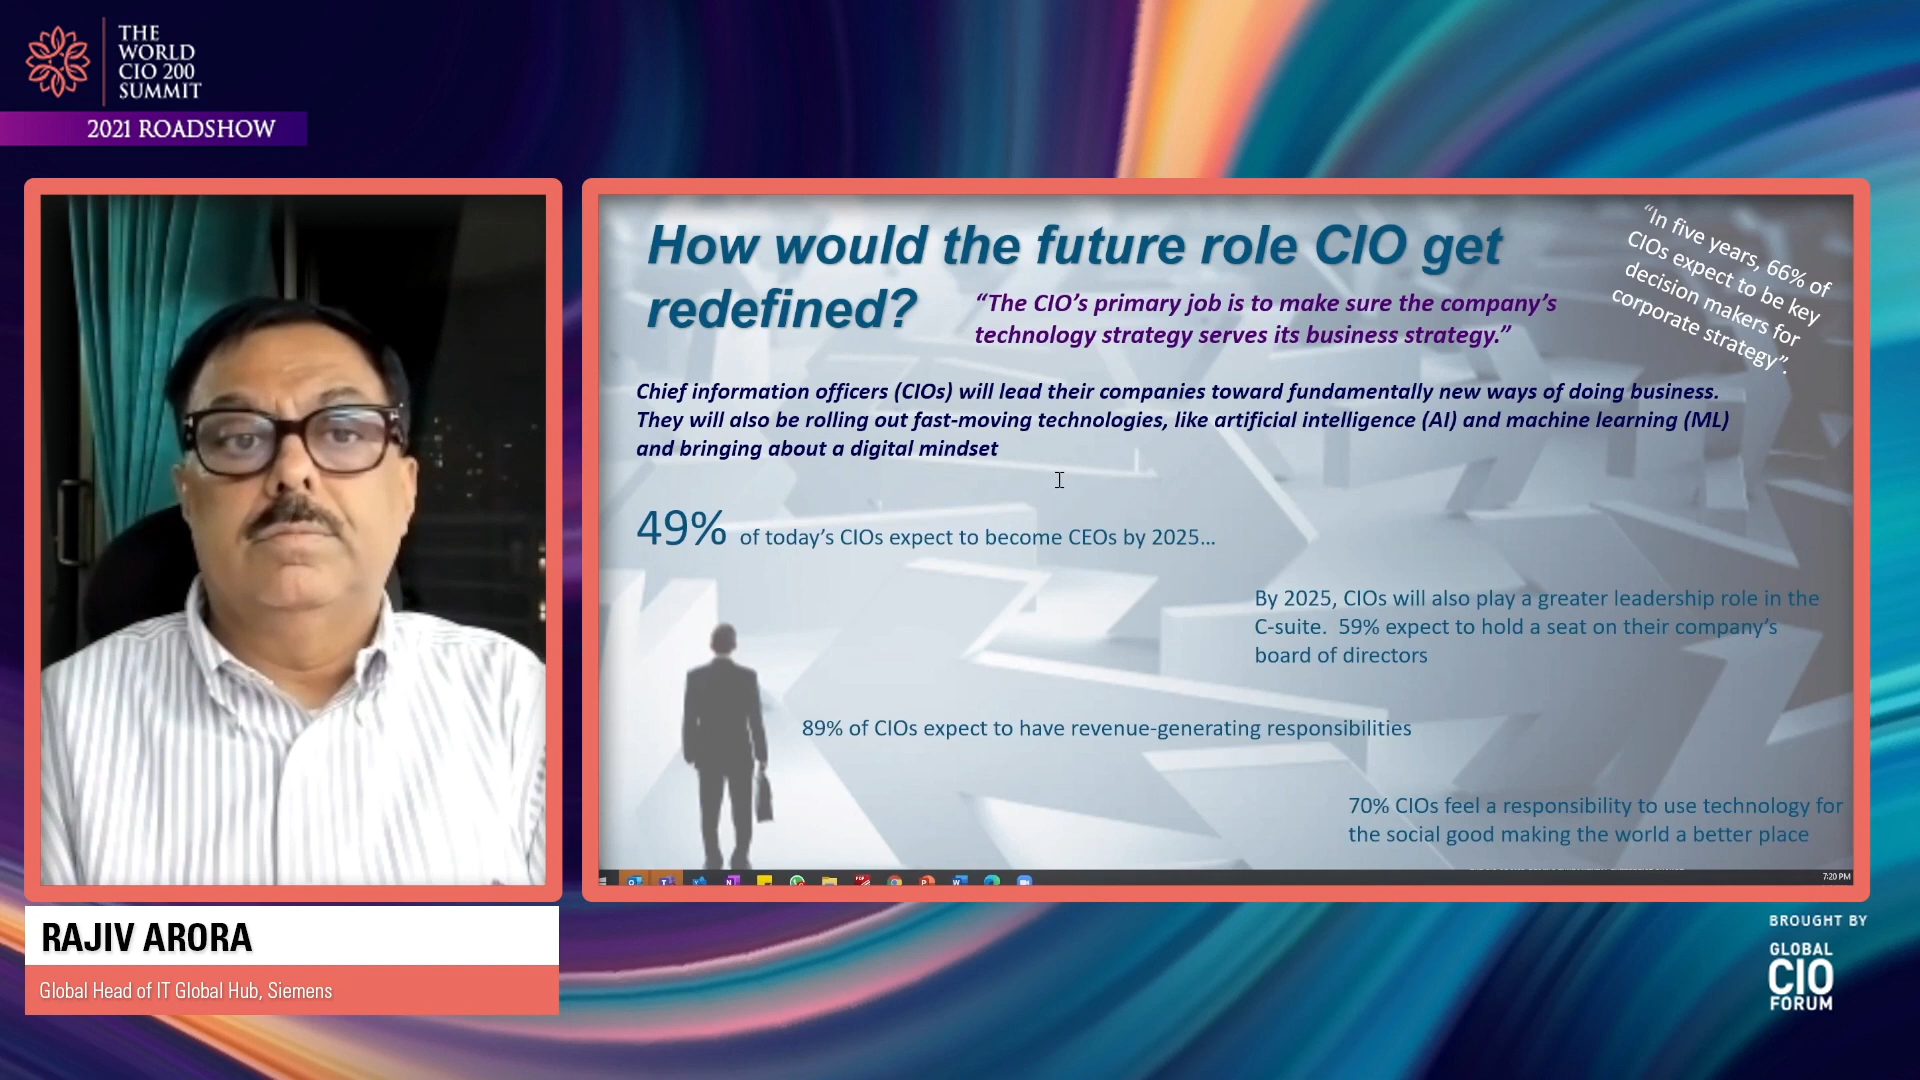 THE
WORLD
CIO 200
SUMMIT
2021 ROADSHOW
How would the future role CIO get
redefined?
“The CIO’s primary job is to make sure the company’s
technology strategy serves its business strategy.”
“In five years, 66% of
CIOs expect to be key
decision makers for
corporate strategy”.
Chief information officers (CIOs) will lead their companies toward fundamentally new ways of doing business.
They will also be rolling out fast-moving technologies, like artificial intelligence (AI) and machine learning (ML)
and bringing about a digital mindset
49% of today’s CIOs expect to become CEOs by 2025...
By 2025, CIOs will also play a greater leadership role in the
C-suite. 59% expect to hold a seat on their company’s
board of directors
89% of CIOs expect to have revenue-generating responsibilities
70% CIOs feel a responsibility to use technology for
the social good making the world a better place
7:20 PM
RAJIV ARORA
Global Head of IT Global Hub, Siemens
BROUGHT BY
GLOBAL
CIO
FORUM